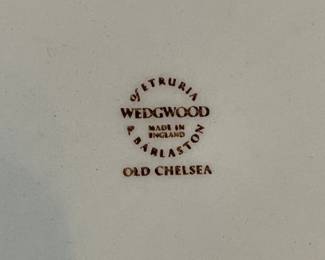 of ETRURIA
WEDGWOOD
MADE IN
ENGLAND
& BARLASTON
OLD CHELSEA